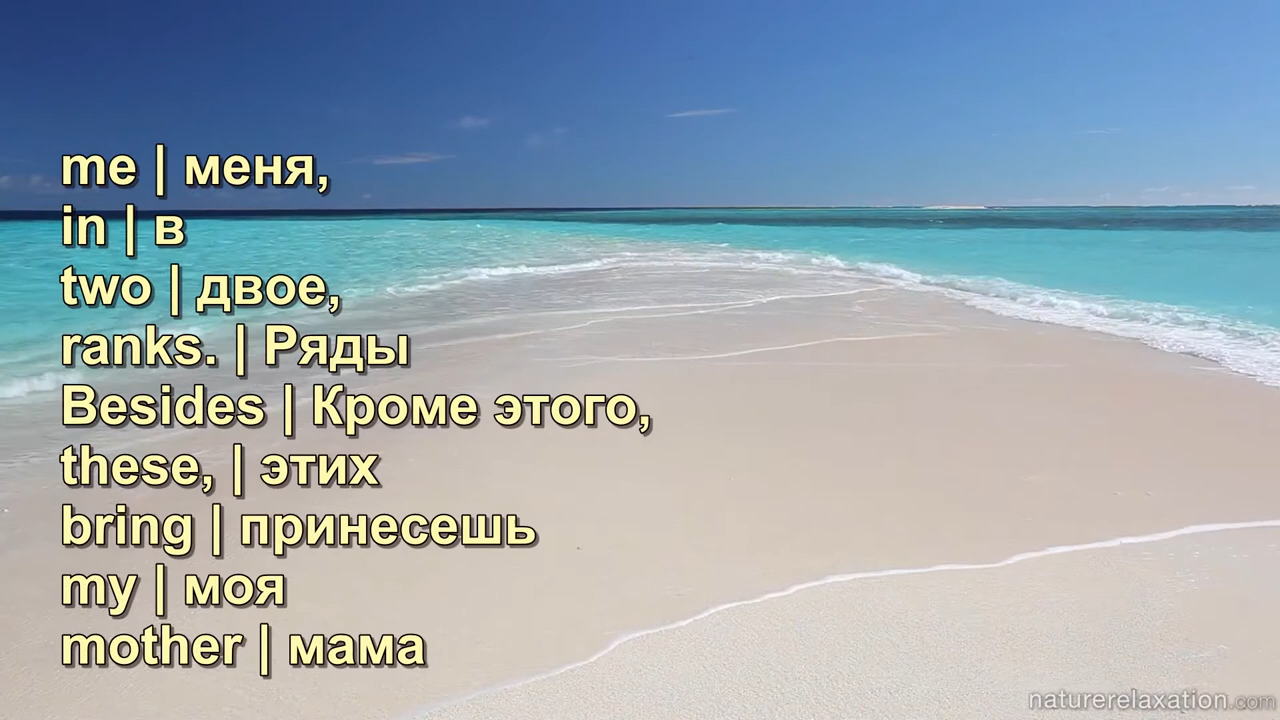 me | меня,
in | в
two | двое,
ranks. | Ряды
Besides | Кроме этого,
these, | этих
bring | принесешь
my | моя
mother | мама
naturerelaxation.com